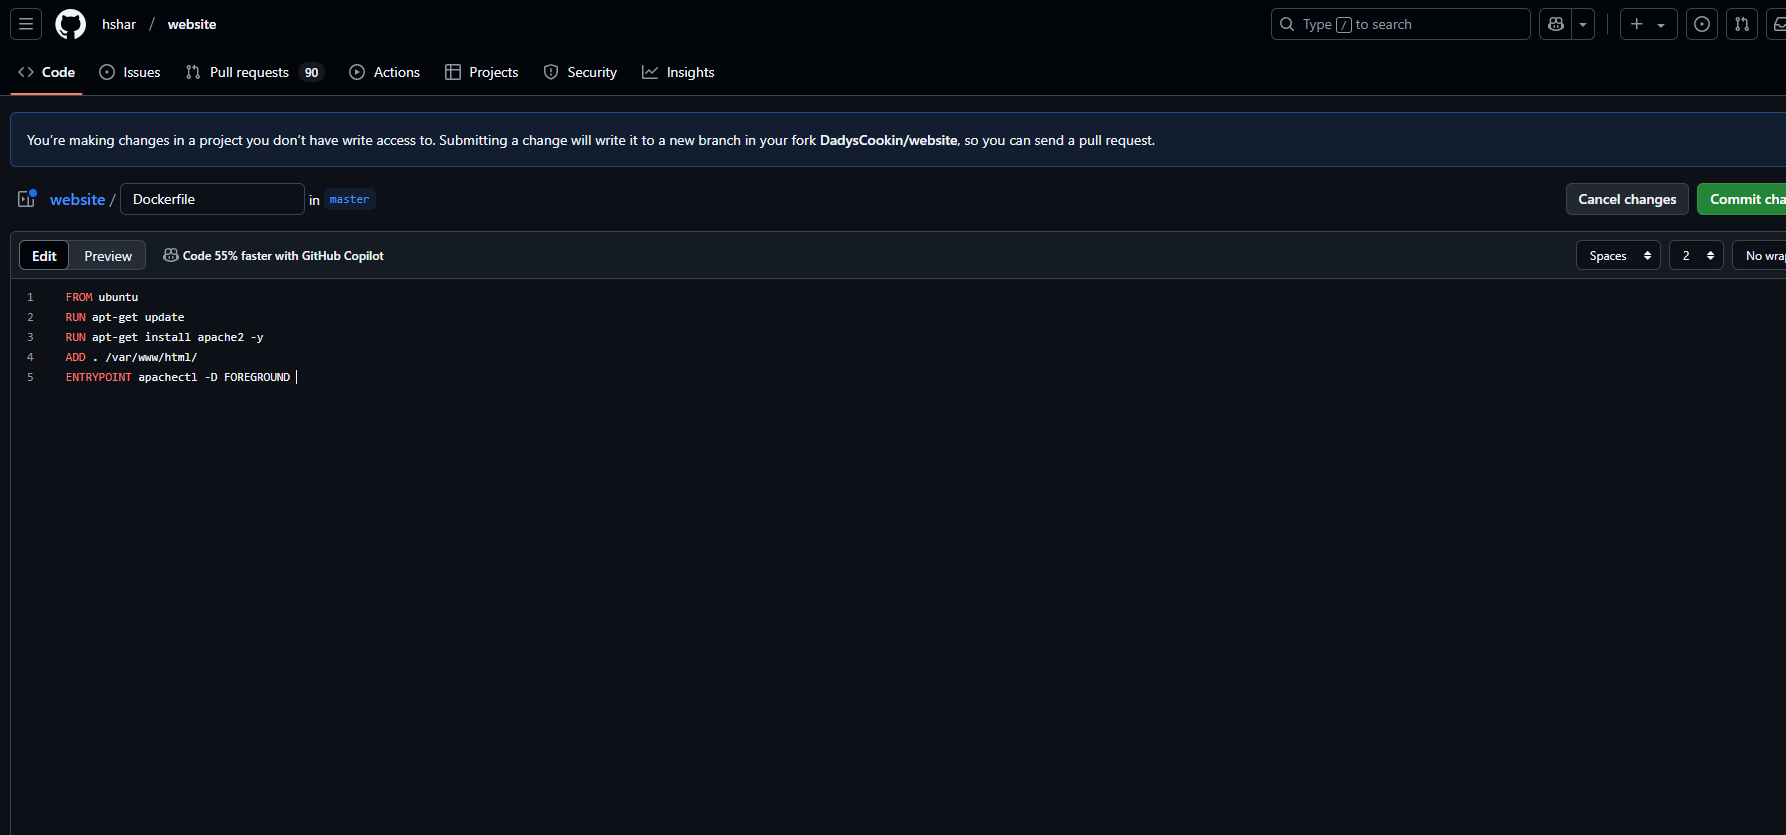 hshar / website
Type / to search
Code Issues Pull requests 90 Actions Projects Security Insights
You’re making changes in a project you don’t have write access to. Submitting a change will write it to a new branch in your fork DadysCookin/website, so you can send a pull request.
website / Dockerfile in master
Cancel changes Commit cha
Edit Preview Code 55% faster with GitHub Copilot
Spaces 2 No wrap
1 FROM ubuntu
2 RUN apt-get update
3 RUN apt-get install apache2 -y
4 ADD . /var/www/html/
5 ENTRYPOINT apachectl -D FOREGROUND